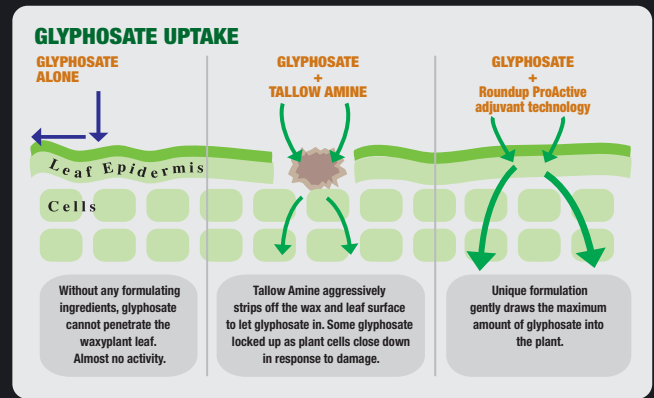 GLYPHOSATE UPTAKE
GLYPHOSATE
ALONE
GLYPHOSATE
+
TALLOW AMINE
GLYPHOSATE
+
Roundup ProActive
adjuvant technology
Leaf Epidermis
Cells
Without any formulating
ingredients, glyphosate
cannot penetrate the
waxyplant leaf.
Almost no activity.
Tallow Amine aggressively
strips off the wax and leaf surface
to let glyphosate in. Some glyphosate
locked up as plant cells close down
in response to damage.
Unique formulation
gently draws the maximum
amount of glyphosate into
the plant.